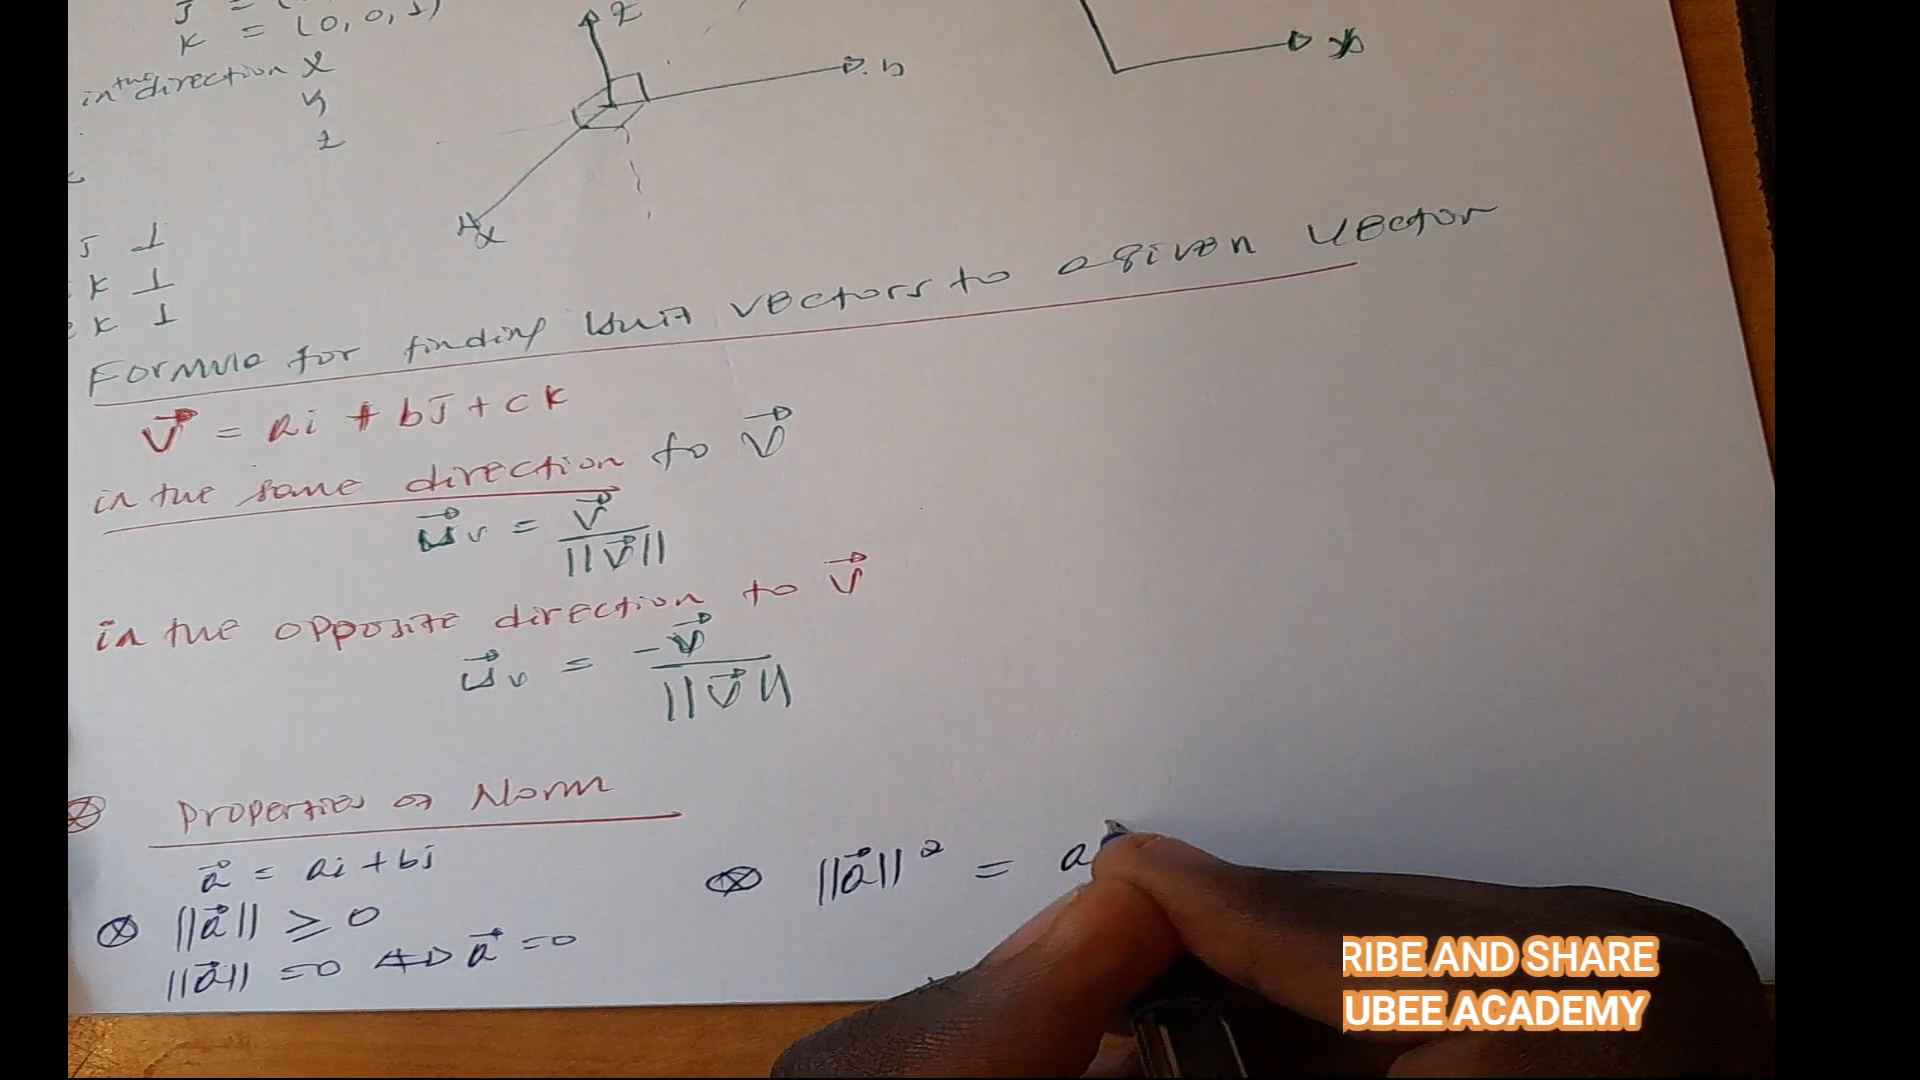 J = (
K = (0, 0, 1)
in the direction x
y
z
z
b
x
J ⊥
K ⊥
K ⊥
Formula for finding Unit vectors to a given vector
V⃗ = ai + bJ + cK
in the same direction to V⃗
u⃗v = V⃗ / ||V⃗||
in the opposite direction to V⃗
u⃗v = -V⃗ / ||V⃗||
Properties of Norm
a⃗ = ai + bj
||a⃗|| ≥ 0
||a⃗|| = 0 ⇔ a⃗ = 0
||a⃗||² = a
RIBE AND SHARE
UBEE ACADEMY